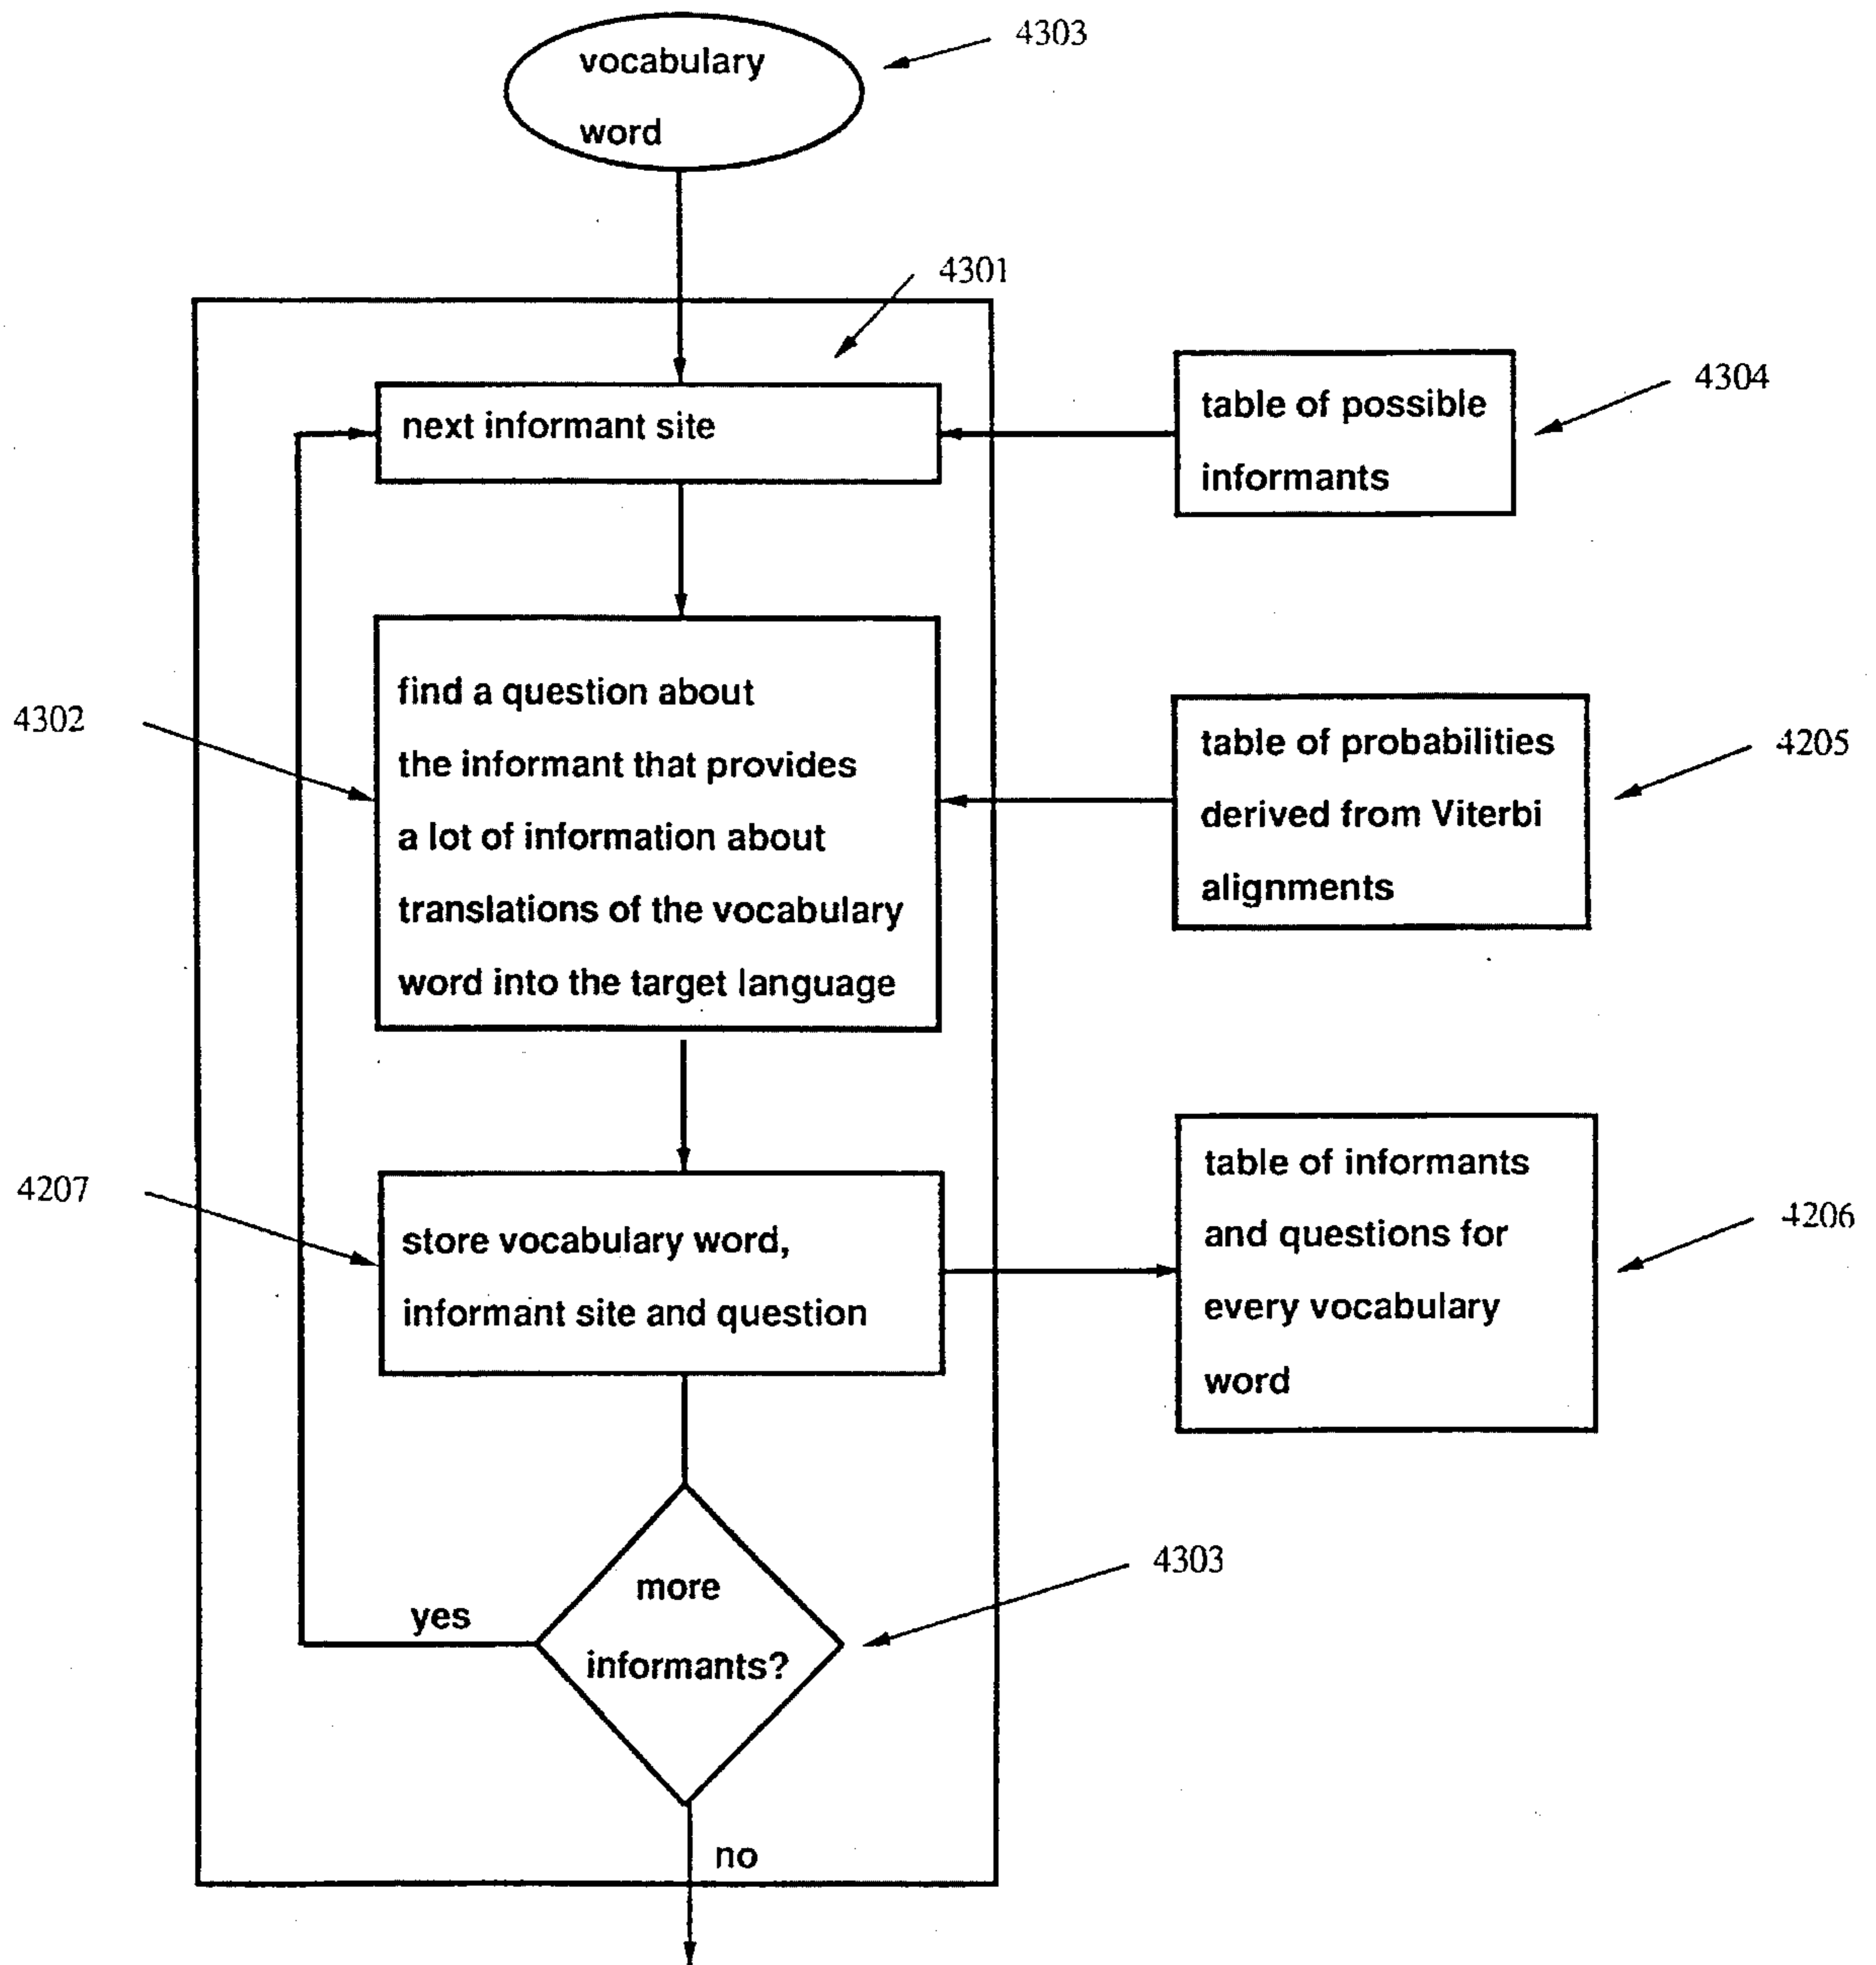 vocabulary
word
4303
4301
next informant site
table of possible
informants
4304
4302
find a question about
the informant that provides
a lot of information about
translations of the vocabulary
word into the target language
table of probabilities
derived from Viterbi
alignments
4205
4207
store vocabulary word,
informant site and question
table of informants
and questions for
every vocabulary
word
4206
more
informants?
4303
yes
no